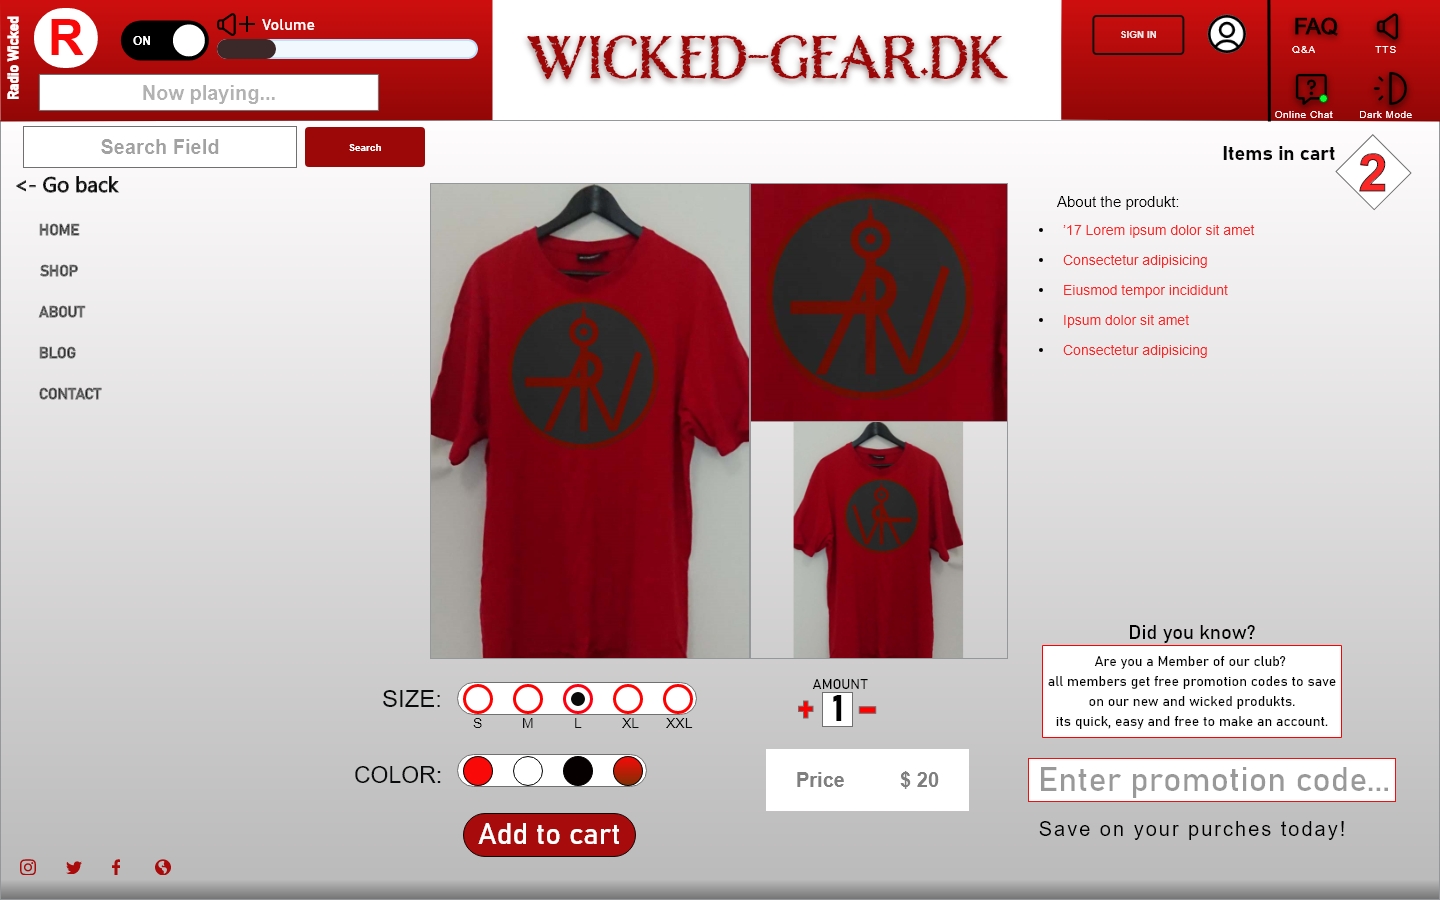 Radio Wicked
R
ON
Volume
Now playing...
WICKED-GEAR.DK
SIGN IN
FAQ
Q&A
TTS
?
Online Chat
Dark Mode
Search Field
Search
Items in cart
2
<- Go back
HOME
SHOP
ABOUT
BLOG
CONTACT
About the produkt:
• '17 Lorem ipsum dolor sit amet
• Consectetur adipisicing
• Eiusmod tempor incididunt
• Ipsum dolor sit amet
• Consectetur adipisicing
Did you know?
Are you a Member of our club?
all members get free promotion codes to save
on our new and wicked produkts.
its quick, easy and free to make an account.
SIZE:
S M L XL XXL
AMOUNT
+ 1 -
COLOR:
Price $ 20
Enter promotion code...
Add to cart
Save on your purches today!